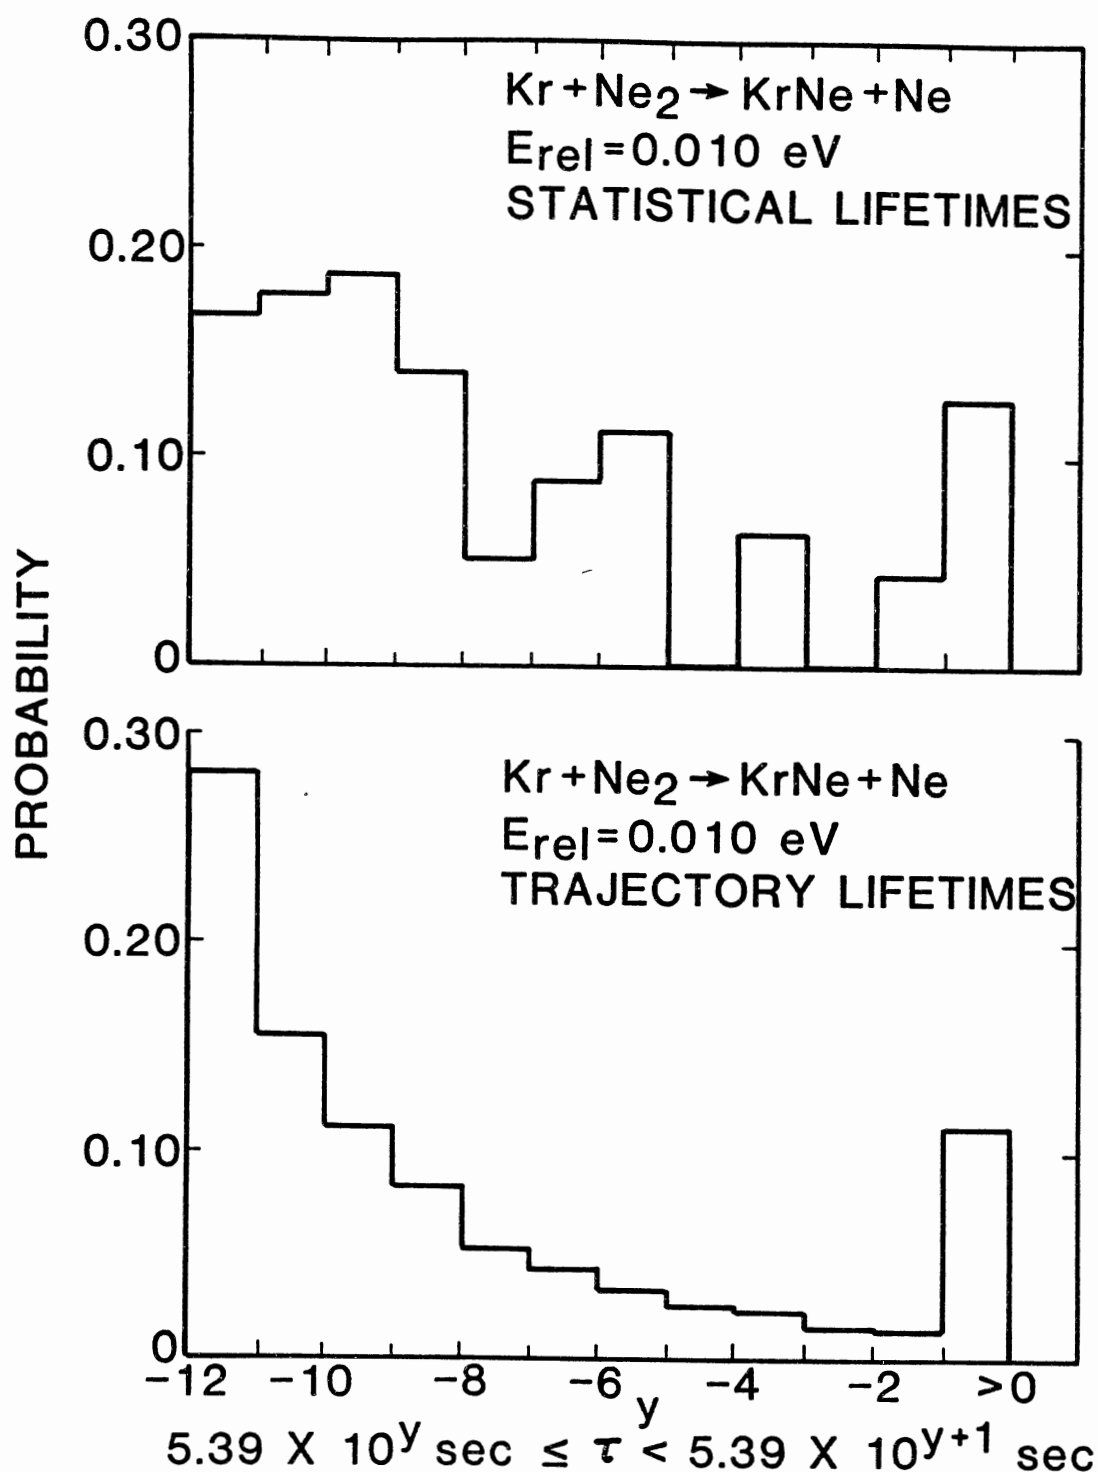 0.30
Kr + Ne₂ → KrNe + Ne
Erel = 0.010 eV
STATISTICAL LIFETIMES
0.20
0.10
0
PROBABILITY
0.30
Kr + Ne₂ → KrNe + Ne
Erel = 0.010 eV
TRAJECTORY LIFETIMES
0.20
0.10
0
−12 −10 −8 −6 −4 −2 >0
y
5.39 X 10^y sec ≤ τ < 5.39 X 10^y+1 sec